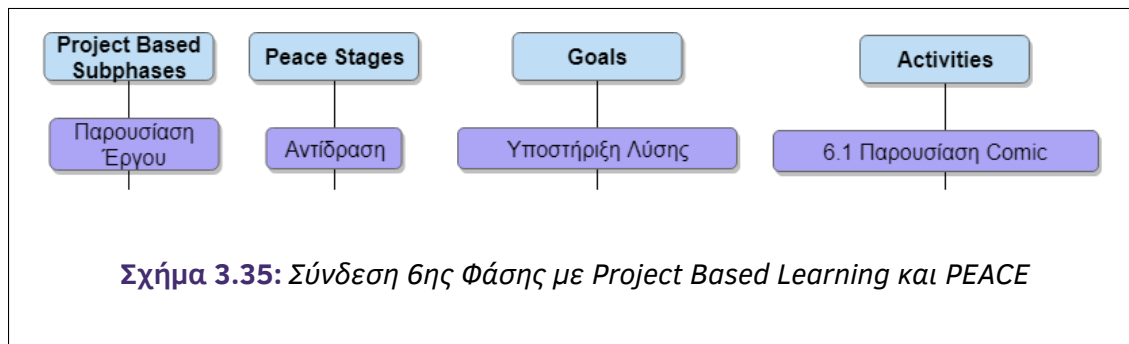 Project Based
Subphases
Peace Stages
Goals
Activities
Παρουσίαση
Έργου
Αντίδραση
Υποστήριξη Λύσης
6.1 Παρουσίαση Comic
Σχήμα 3.35: Σύνδεση 6ης Φάσης με Project Based Learning και PEACE